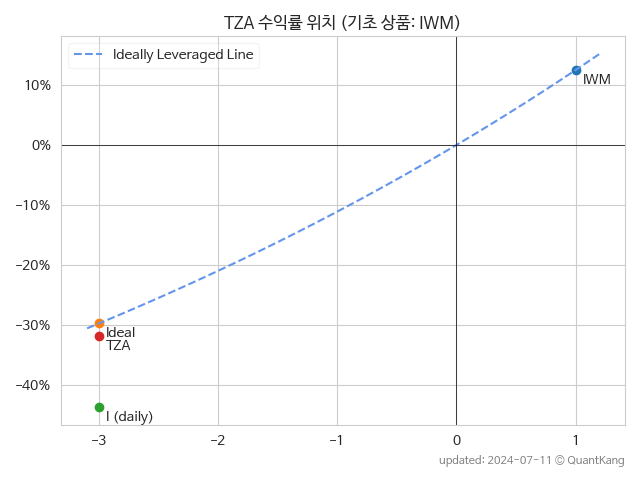 TZA 수익률 위치 (기초 상품: IWM)
Ideally Leveraged Line
10%
0%
-10%
-20%
-30%
-40%
IWM
Ideal
TZA
I (daily)
-3
-2
-1
0
1
updated: 2024-07-11 © QuantKang